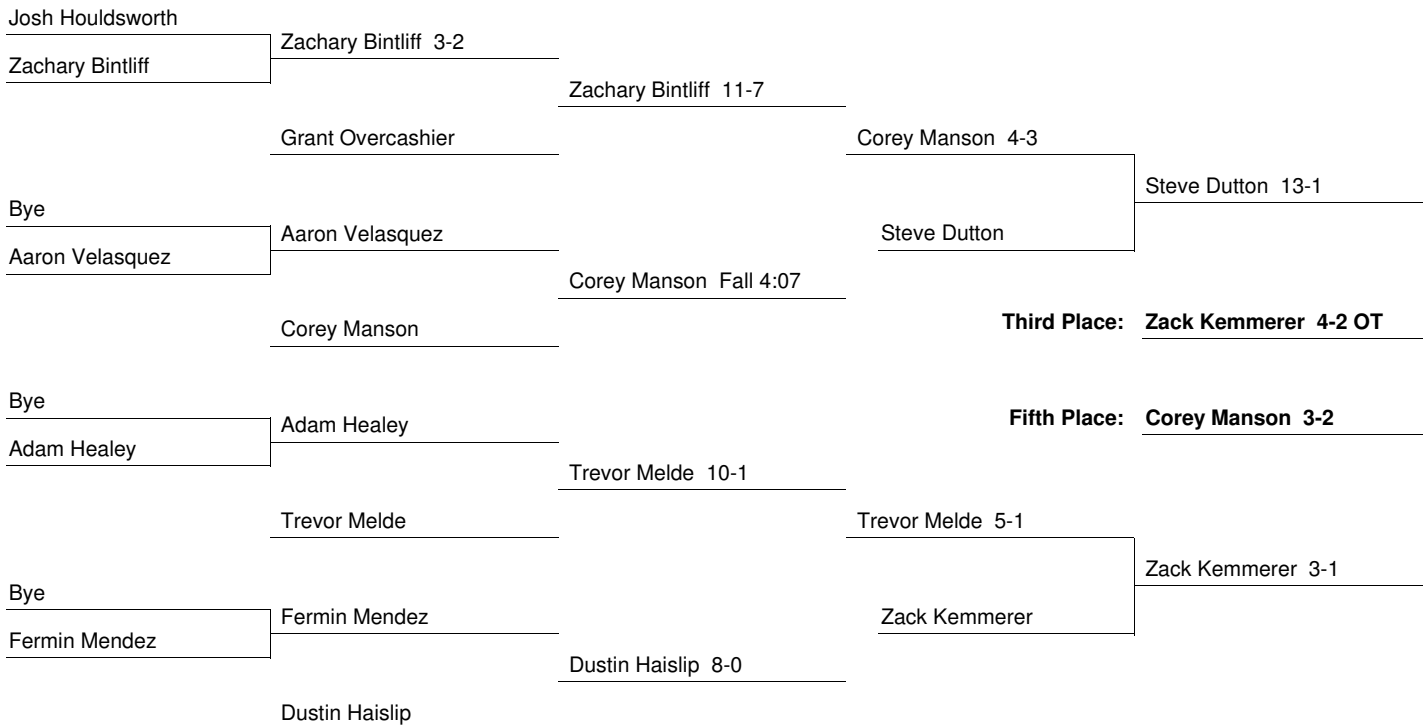 Josh Houldsworth
Zachary Bintliff 3-2
Zachary Bintliff
Zachary Bintliff 11-7
Grant Overcashier
Corey Manson 4-3
Steve Dutton 13-1
Bye
Aaron Velasquez
Steve Dutton
Aaron Velasquez
Corey Manson Fall 4:07
Third Place: Zack Kemmerer 4-2 OT
Corey Manson
Bye
Adam Healey
Fifth Place: Corey Manson 3-2
Adam Healey
Trevor Melde 10-1
Trevor Melde
Trevor Melde 5-1
Zack Kemmerer 3-1
Bye
Fermin Mendez
Zack Kemmerer
Fermin Mendez
Dustin Haislip 8-0
Dustin Haislip